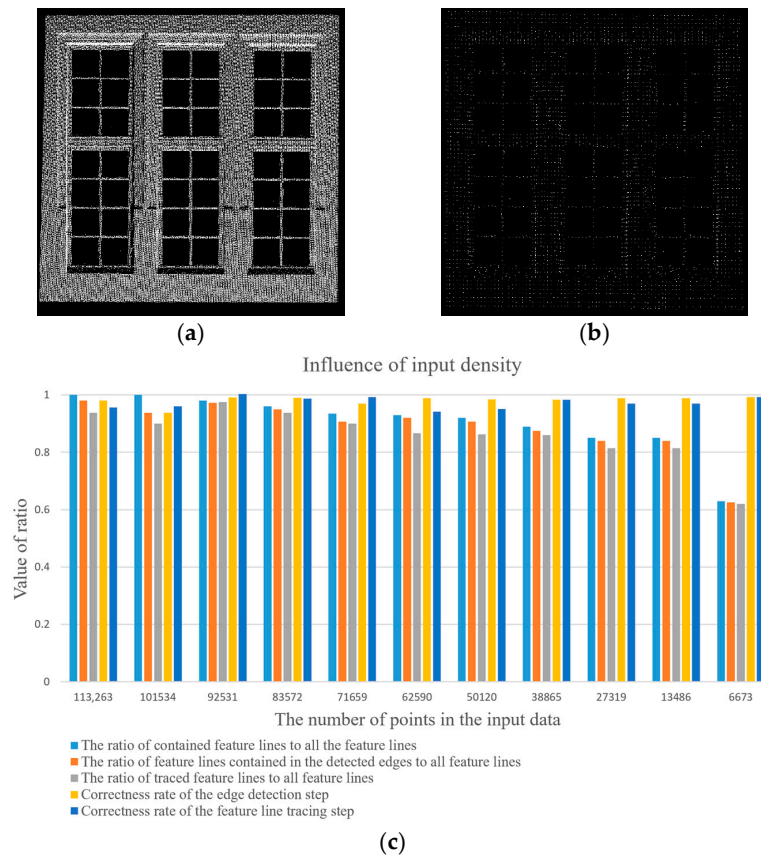 (a)
(b)
Influence of input density
Value of ratio
1
0.8
0.6
0.4
0.2
0
113,263 101534 92531 83572 71659 62590 50120 38865 27319 13486 6673
The number of points in the input data
The ratio of contained feature lines to all the feature lines
The ratio of feature lines contained in the detected edges to all feature lines
The ratio of traced feature lines to all feature lines
Correctness rate of the edge detection step
Correctness rate of the feature line tracing step
(c)